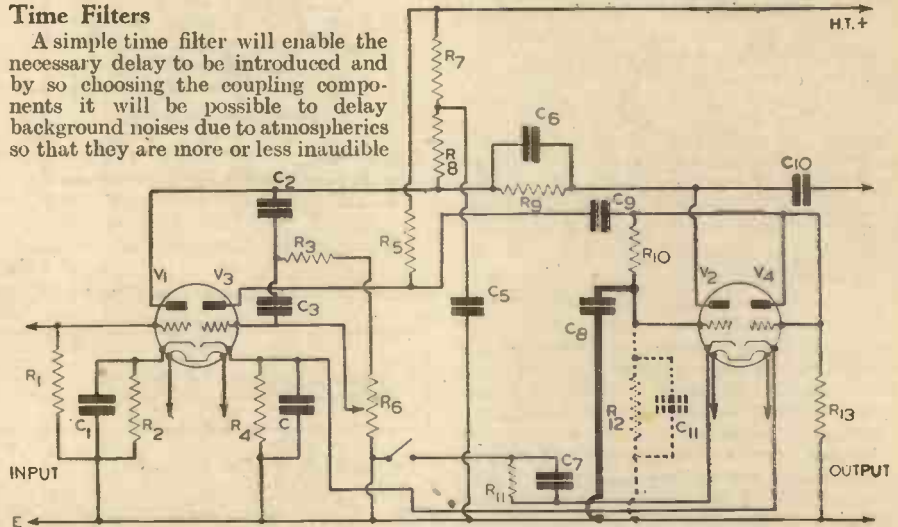 Time Filters
A simple time filter will enable the
necessary delay to be introduced and
by so choosing the coupling compo-
nents it will be possible to delay
background noises due to atmospherics
so that they are more or less inaudible
H.T.+
R7
C6
R8
C10
C2
R9
C9
R3
R5
R10
V1
V3
V2
V4
C3
C5
C8
R1
R6
C1
R2
R4
C
R12
C11
R13
C7
R11
INPUT
OUTPUT
E